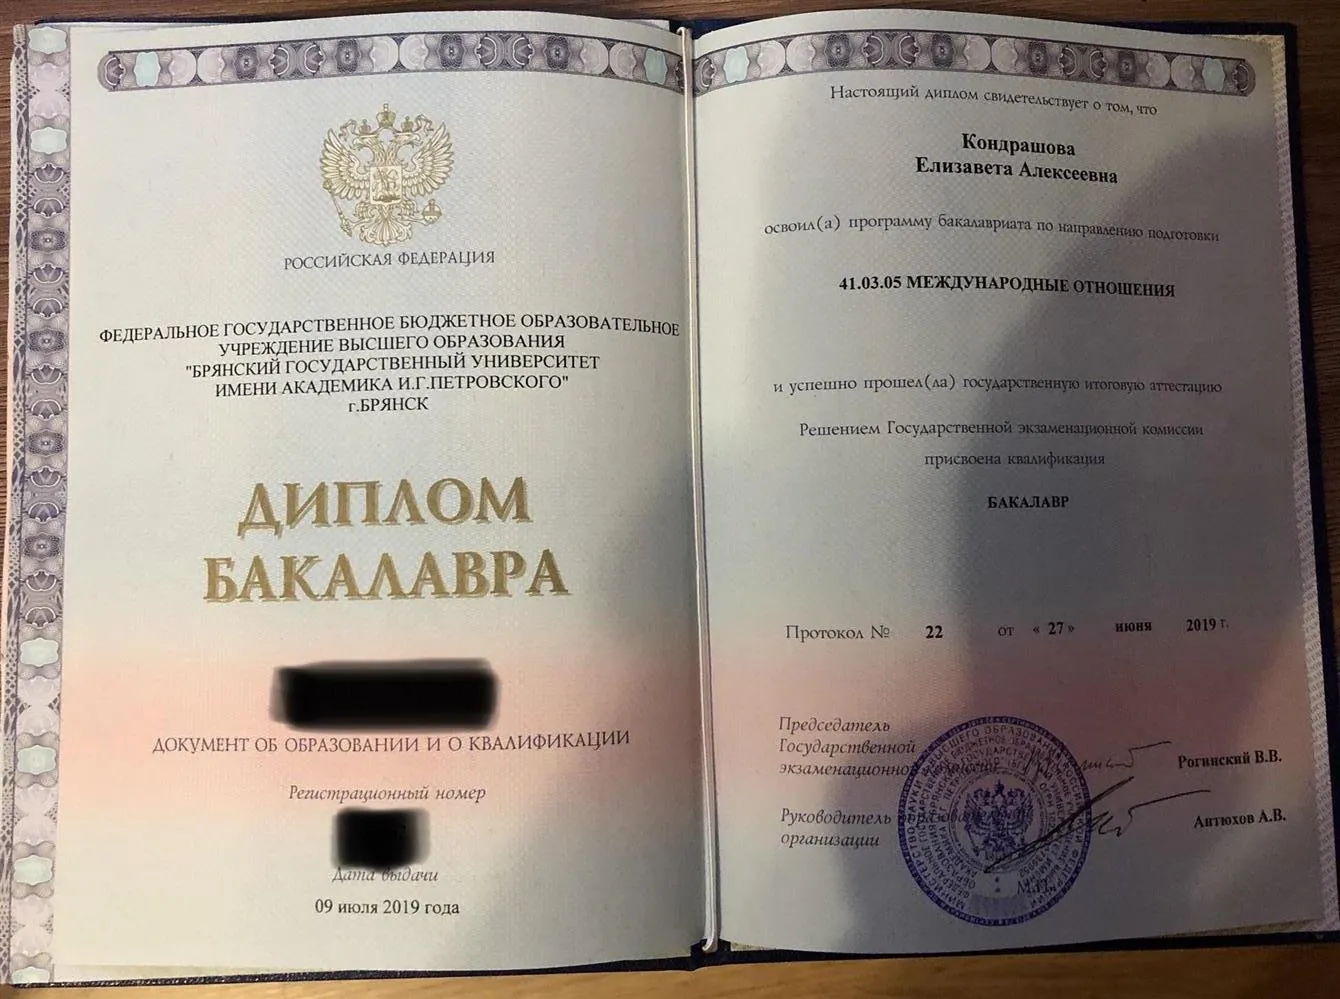 РОССИЙСКАЯ ФЕДЕРАЦИЯ
ФЕДЕРАЛЬНОЕ ГОСУДАРСТВЕННОЕ БЮДЖЕТНОЕ ОБРАЗОВАТЕЛЬНОЕ
УЧРЕЖДЕНИЕ ВЫСШЕГО ОБРАЗОВАНИЯ
"БРЯНСКИЙ ГОСУДАРСТВЕННЫЙ УНИВЕРСИТЕТ
ИМЕНИ АКАДЕМИКА И.Г.ПЕТРОВСКОГО"
г.БРЯНСК
ДИПЛОМ
БАКАЛАВРА
ДОКУМЕНТ ОБ ОБРАЗОВАНИИ И О КВАЛИФИКАЦИИ
Регистрационный номер
Дата выдачи
09 июля 2019 года
Настоящий диплом свидетельствует о том, что
Кондрашова
Елизавета Алексеевна
освоил(а) программу бакалавриата по направлению подготовки
41.03.05 МЕЖДУНАРОДНЫЕ ОТНОШЕНИЯ
и успешно прошел(ла) государственную итоговую аттестацию
Решением Государственной экзаменационной комиссии
присвоена квалификация
БАКАЛАВР
Протокол № 22 от « 27 » июня 2019 г.
Председатель
Государственной
экзаменационной
Рогинский В.В.
Руководитель образовательной
организации
Антюхов А.В.
М.П.